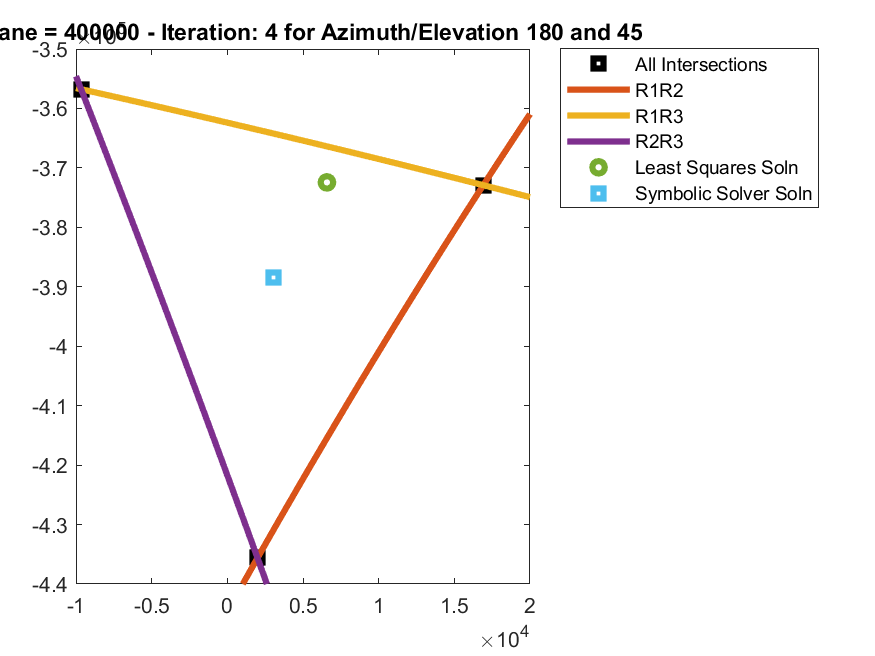 ane = 400000 - Iteration: 4 for Azimuth/Elevation 180 and 45
×10⁵
-3.5
-3.6
-3.7
-3.8
-3.9
-4
-4.1
-4.2
-4.3
-4.4
-1
-0.5
0
0.5
1
1.5
2
×10⁴
All Intersections
R1R2
R1R3
R2R3
Least Squares Soln
Symbolic Solver Soln